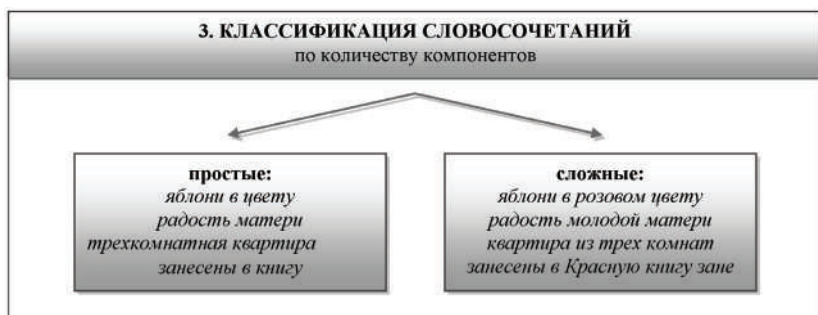 3. КЛАССИФИКАЦИЯ СЛОВОСОЧЕТАНИЙ
по количеству компонентов
простые:
яблони в цвету
радость матери
трехкомнатная квартира
занесены в книгу
сложные:
яблони в розовом цвету
радость молодой матери
квартира из трех комнат
занесены в Красную книгу зане